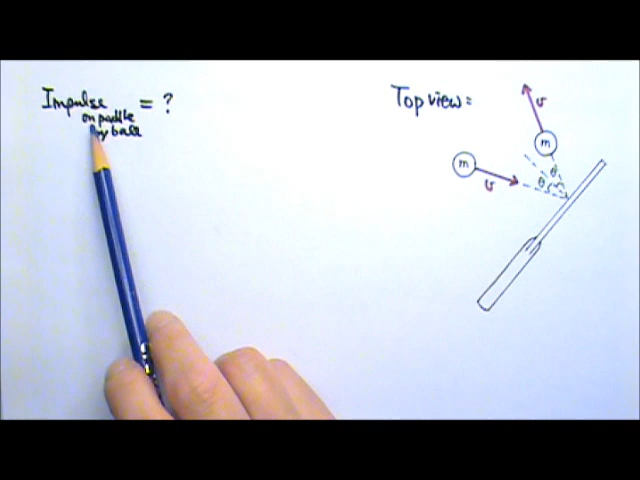 Impulse = ?
on paddle
by ball
Top view:
v
m
m
v
θ
θ